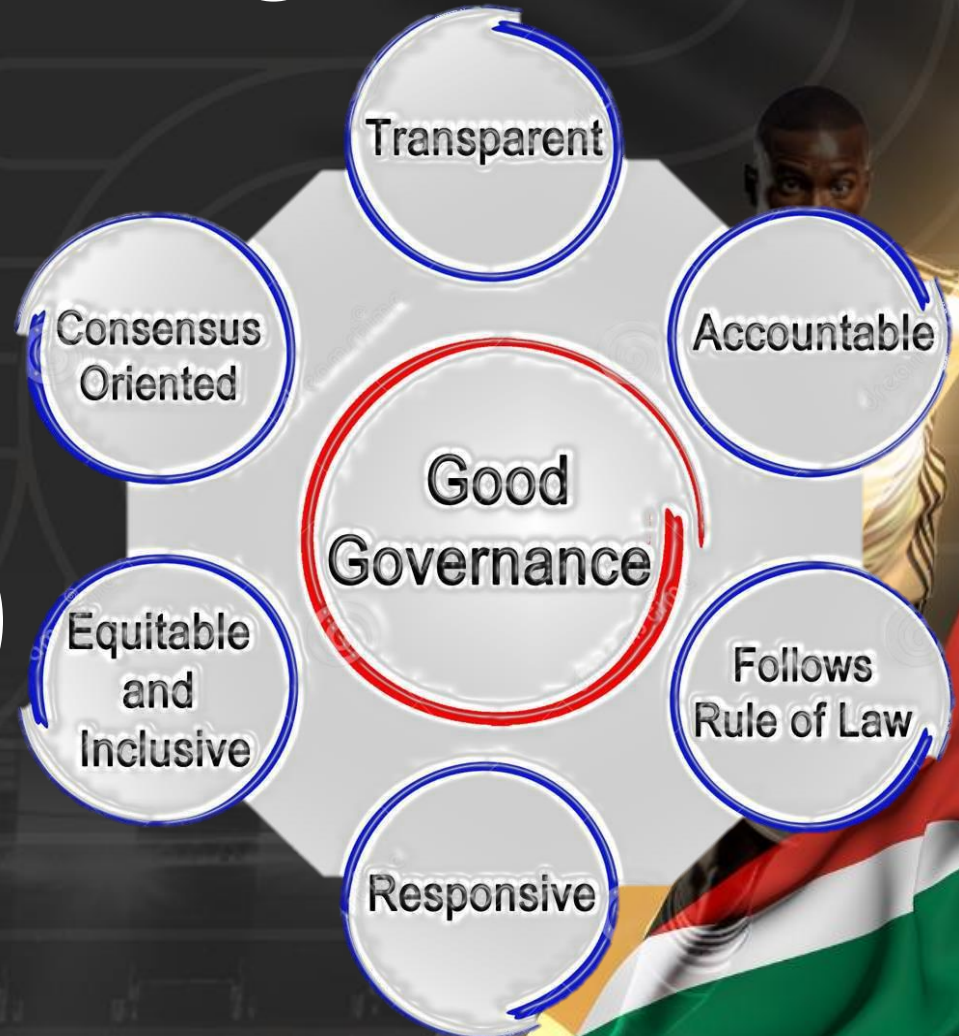 Transparent
Accountable
Follows
Rule of Law
Responsive
Equitable
and
Inclusive
Consensus
Oriented
Good
Governance